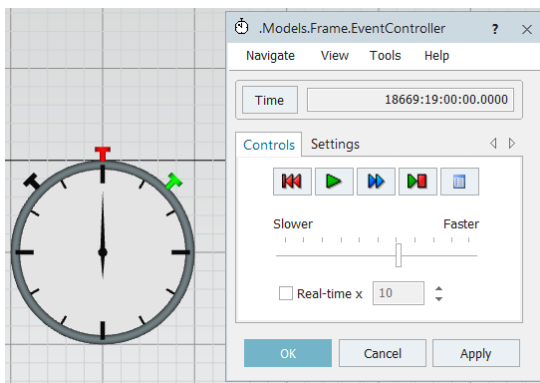 .Models.Frame.EventController ? ×
Navigate View Tools Help
Time 18669:19:00:00.0000
Controls Settings
Slower Faster
Real-time x 10
OK Cancel Apply